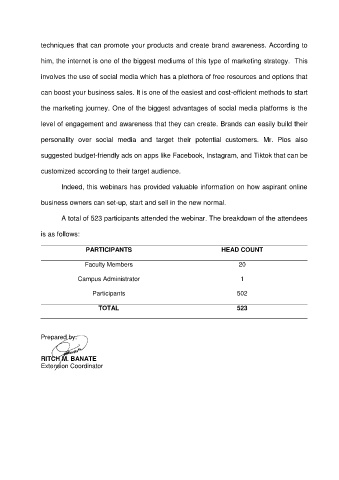 techniques that can promote your products and create brand awareness. According to
him, the internet is one of the biggest mediums of this type of marketing strategy. This
involves the use of social media which has a plethora of free resources and options that
can boost your business sales. It is one of the easiest and cost-efficient methods to start
the marketing journey. One of the biggest advantages of social media platforms is the
level of engagement and awareness that they can create. Brands can easily build their
personality over social media and target their potential customers. Mr. Plos also
suggested budget-friendly ads on apps like Facebook, Instagram, and Tiktok that can be
customized according to their target audience.
Indeed, this webinars has provided valuable information on how aspirant online
business owners can set-up, start and sell in the new normal.
A total of 523 participants attended the webinar. The breakdown of the attendees
is as follows:
PARTICIPANTS HEAD COUNT
Faculty Members 20
Campus Administrator 1
Participants 502
TOTAL 523
Prepared by:
RITCH M. BANATE
Extension Coordinator